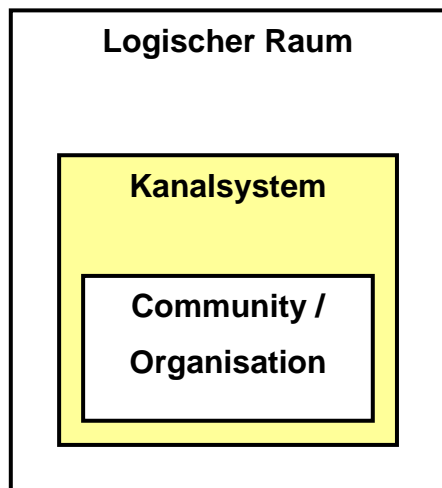 Logischer Raum
Kanalsystem
Community /
Organisation